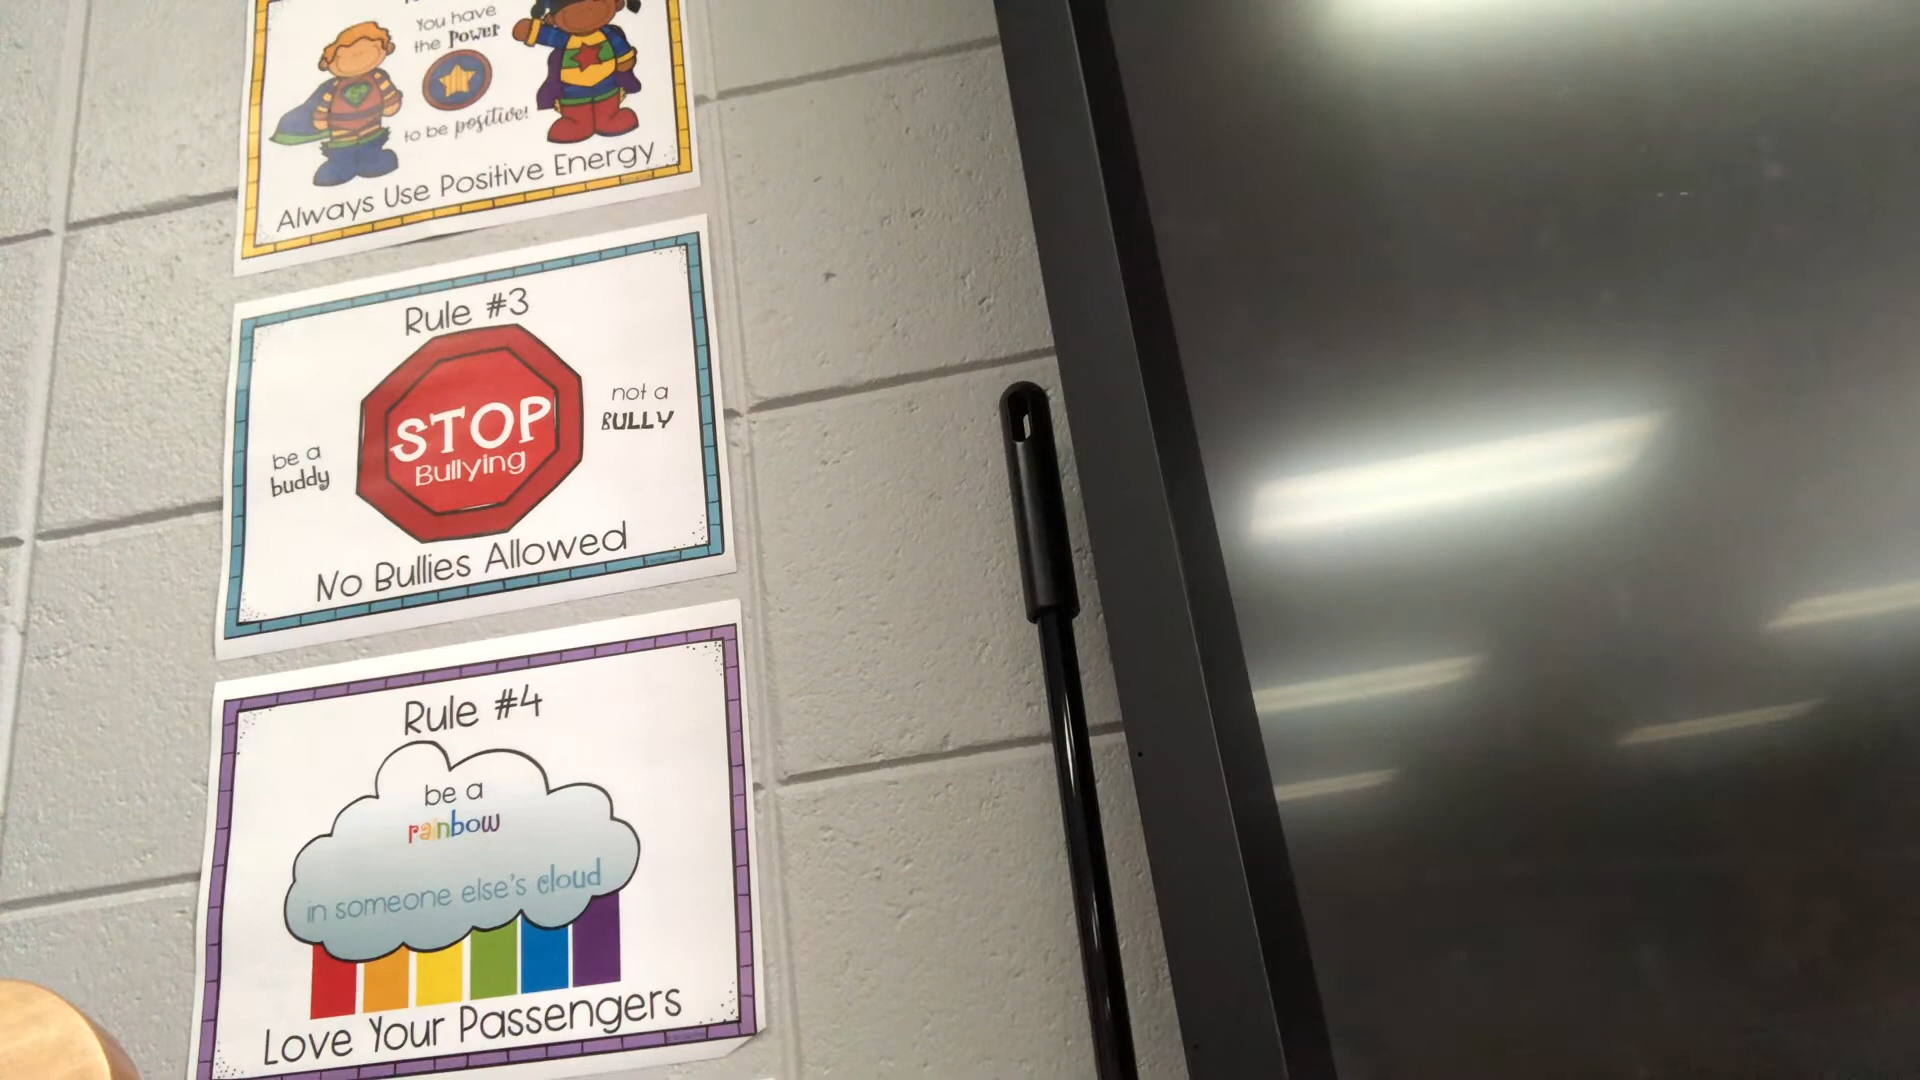 You have
the Power
to be positive!
Always Use Positive Energy
Rule #3
be a
buddy
STOP
Bullying
not a
BULLY
No Bullies Allowed
Rule #4
be a
rainbow
in someone else's cloud
Love Your Passengers